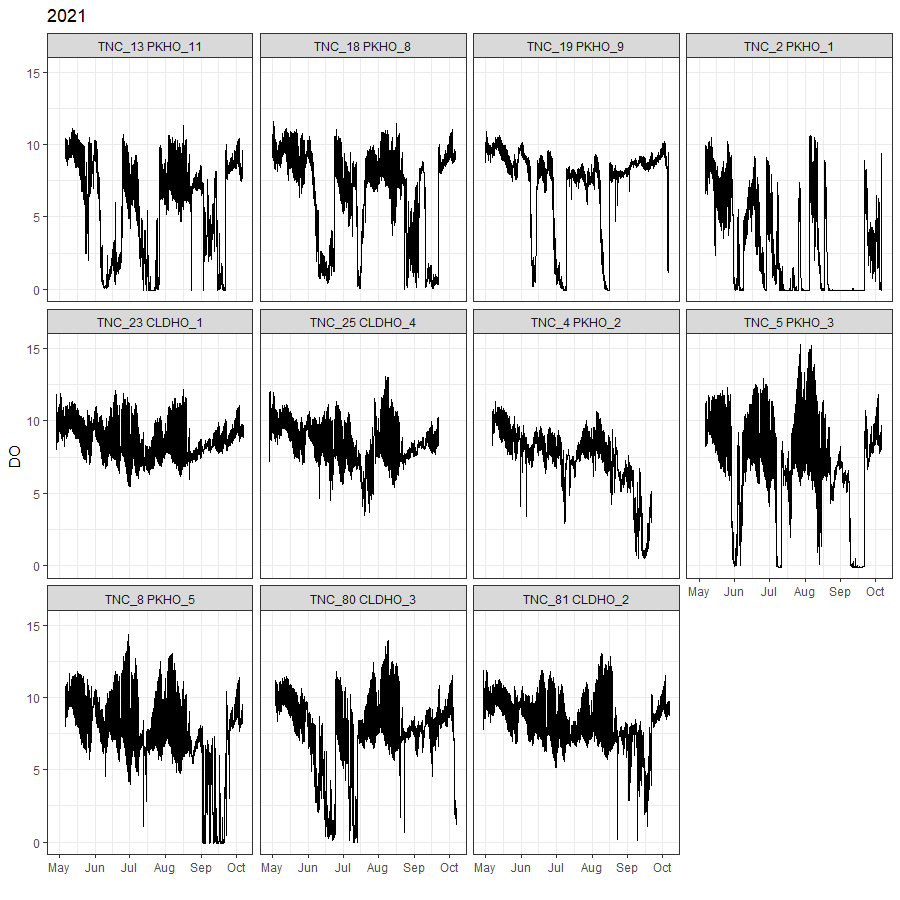 2021
TNC_13 PKHO_11 TNC_18 PKHO_8 TNC_19 PKHO_9 TNC_2 PKHO_1
15
10
5
0
TNC_23 CLDHO_1 TNC_25 CLDHO_4 TNC_4 PKHO_2 TNC_5 PKHO_3
15
10
DO
5
0
May Jun Jul Aug Sep Oct
TNC_8 PKHO_5 TNC_80 CLDHO_3 TNC_81 CLDHO_2
15
10
5
0
May Jun Jul Aug Sep Oct May Jun Jul Aug Sep Oct May Jun Jul Aug Sep Oct